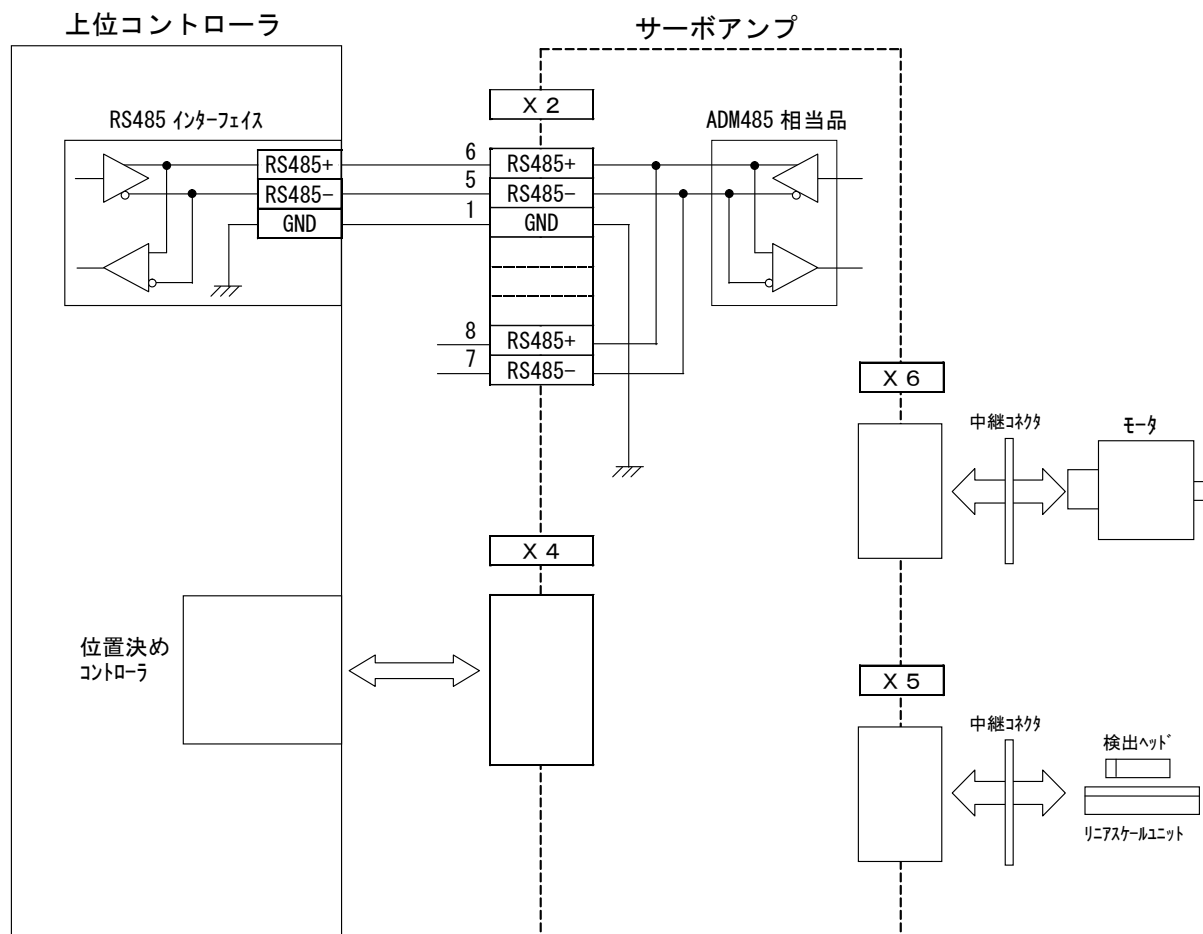 上位コントローラ
サーボアンプ
X 2
RS485 ｲﾝﾀｰﾌｪｲｽ
ADM485 相当品
RS485+
6
RS485+
RS485-
5
RS485-
GND
1
GND
8
RS485+
7
RS485-
X 6
中継ｺﾈｸﾀ
ﾓｰﾀ
X 4
位置決め
ｺﾝﾄﾛｰﾗ
X 5
中継ｺﾈｸﾀ
検出ﾍｯﾄﾞ
ﾘﾆｱｽｹｰﾙﾕﾆｯﾄ